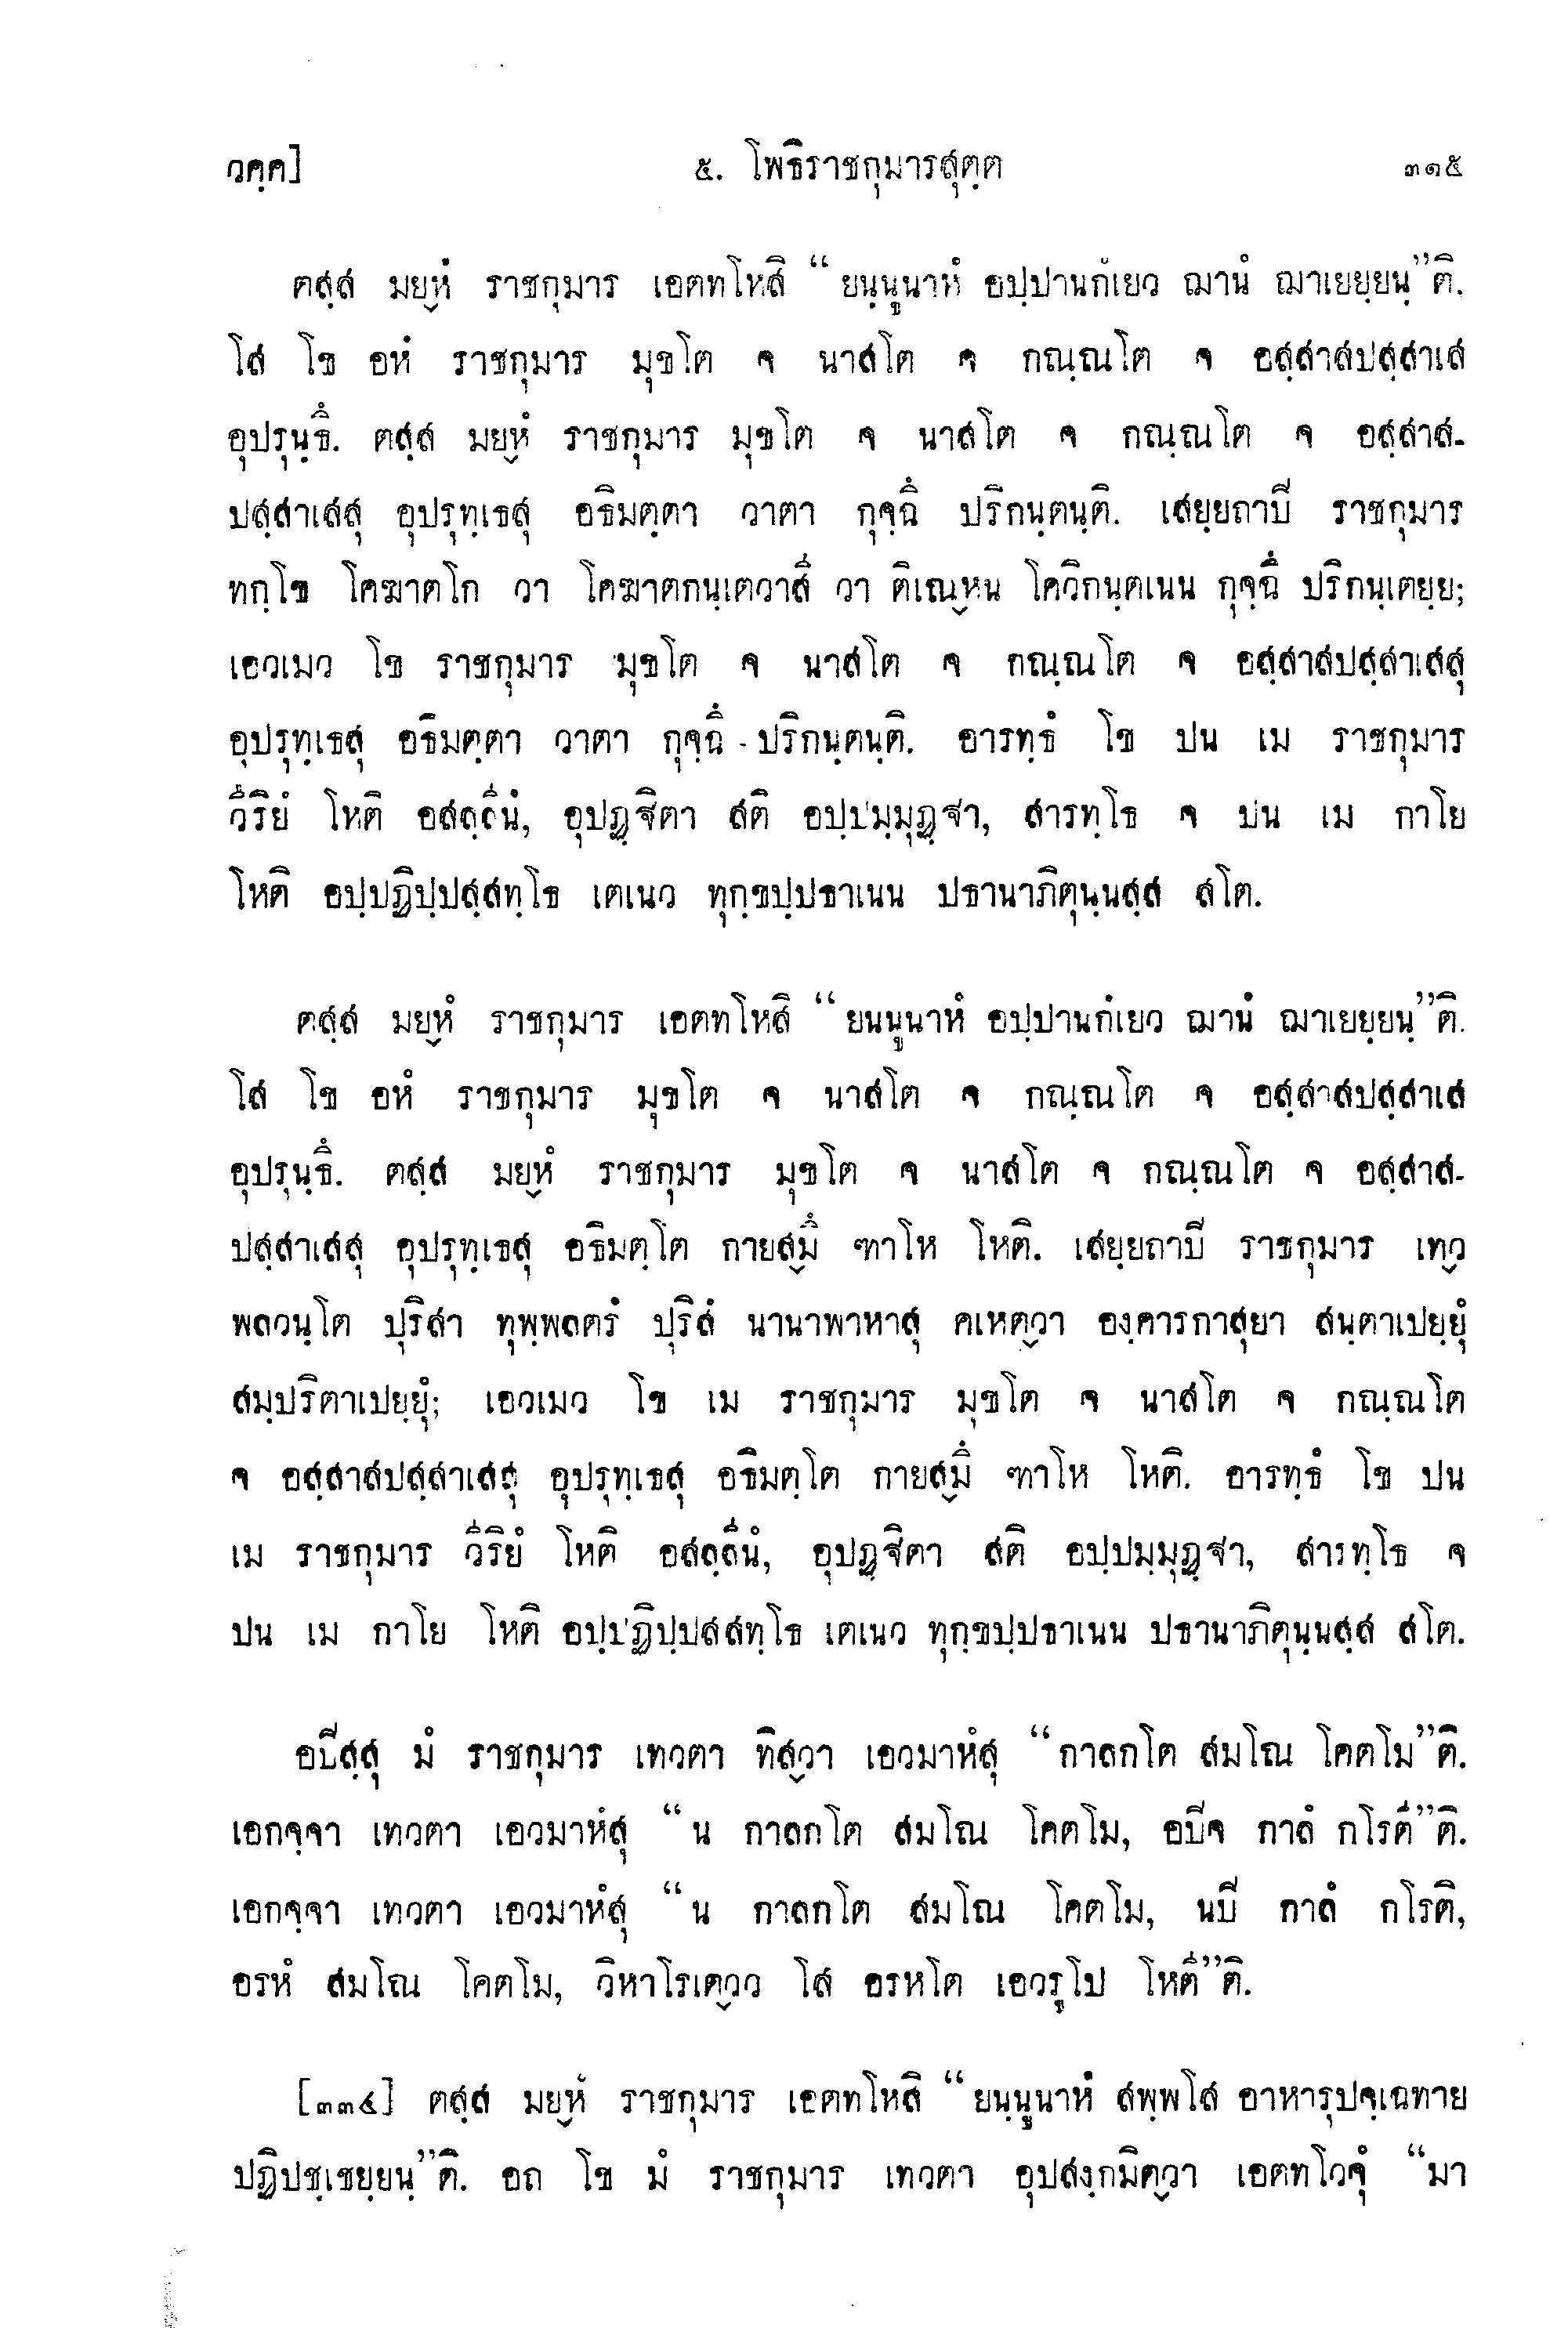 วคฺค]
๕. โพธิราชกุมารสุตฺต
๓๑๕
ตสฺส มยฺหํ ราชกุมาร เอตทโหสิ “ยนฺนูนาหํ อปฺปานกํเยว ฌานํ ฌาเยยฺยนฺ”ติ.
โส โข อหํ ราชกุมาร มุขโต จ นาสโต จ กณฺณโต จ อสฺสาสปสฺสาเส
อุปรุนฺธึ. ตสฺส มยฺหํ ราชกุมาร มุขโต จ นาสโต จ กณฺณโต จ อสฺสาส-
ปสฺสาเสสุ อุปรุทฺเธสุ อธิมตฺตา วาตา กุจฺฉึ ปริกนฺตนฺติ. เสยฺยถาปี ราชกุมาร
ทกฺโข โคฆาตโก วา โคฆาตกนฺเตวาสี วา ติเณฺหน โควิกนฺตเนน กุจฺฉึ ปริกนฺเตยฺย;
เอวเมว โข ราชกุมาร มุขโต จ นาสโต จ กณฺณโต จ อสฺสาสปสฺสาเสสุ
อุปรุทฺเธสุ อธิมตฺตา วาตา กุจฺฉึ ปริกนฺตนฺติ. อารทฺธํ โข ปน เม ราชกุมาร
วีริยํ โหติ อสลฺลีนํ, อุปฏฺฐิตา สติ อปฺปมฺมุฏฺฐา, สารทฺโธ จ ปน เม กาโย
โหติ อปฺปฏิปฺปสฺสทฺโธ เตเนว ทุกฺขปฺปธาเนน ปธานาภิตุนฺนสฺส สโต.
ตสฺส มยฺหํ ราชกุมาร เอตทโหสิ “ยนนูนาหํ อปฺปานกํเยว ฌานํ ฌาเยยฺยนฺ”ติ.
โส โข อหํ ราชกุมาร มุขโต จ นาสโต จ กณฺณโต จ อสฺสาสปสฺสาเส
อุปรุนฺธึ. ตสฺส มยฺหํ ราชกุมาร มุขโต จ นาสโต จ กณฺณโต จ อสฺสาส-
ปสฺสาเสสุ อุปรุทฺเธสุ อธิมตฺโต กายสฺมึ ฑาโห โหติ. เสยฺยถาปี ราชกุมาร เทฺว
พลวนฺโต ปุริสา ทุพฺพลตรํ ปุริสํ นานาพาหาสุ คเหตฺวา องฺคารกาสุยา สนฺตาเปยฺยุํ
สมฺปริตาเปยฺยุํ; เอวเมว โข เม ราชกุมาร มุขโต จ นาสโต จ กณฺณโต
จ อสฺสาสปสฺสาเสสุ อุปรุทฺเธสุ อธิมตฺโต กายสฺมึ ฑาโห โหติ. อารทฺธํ โข ปน
เม ราชกุมาร วีริยํ โหติ อสลฺลีนํ, อุปฏฺฐิตา สติ อปฺปมฺมุฏฺฐา, สารทฺโธ จ
ปน เม กาโย โหติ อปฺปฏิปฺปสสทฺโธ เตเนว ทุกฺขปฺปธาเนน ปธานาภิตุนฺนสฺส สโต.
อปีสฺสุ มํ ราชกุมาร เทวตา ทิสฺวา เอวมาหํสุ “กาลกโต สมโณ โคตโม”ติ.
เอกจฺจา เทวตา เอวมาหํสุ “น กาลกโต สมโณ โคตโม, อปีจ กาลํ กโรตี”ติ.
เอกจฺจา เทวตา เอวมาหํสุ “น กาลกโต สมโณ โคตโม, นปี กาลํ กโรติ,
อรหํ สมโณ โคตโม, วิหาโรเตฺวว โส อรหโต เอวรูโป โหตี”ติ.
[๓๓๔] ตสฺส มยฺหํ ราชกุมาร เอตทโหสิ “ยนฺนูนาหํ สพฺพโส อาหารุปจฺเฉทาย
ปฏิปชฺเชยฺยนฺ”ติ. อถ โข มํ ราชกุมาร เทวตา อุปสงฺกมิตฺวา เอตทโวจุํ “มา